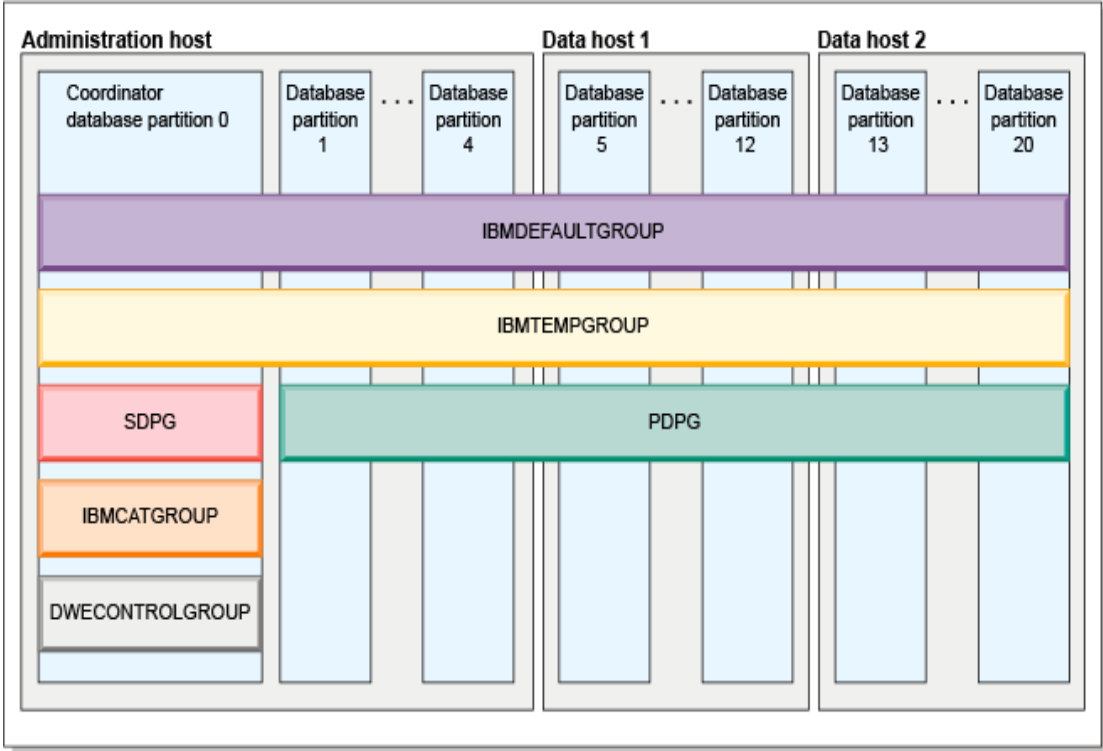 Administration host
Data host 1
Data host 2
Coordinator
database partition 0
Database
partition
1
. . .
Database
partition
4
Database
partition
5
. . .
Database
partition
12
Database
partition
13
. . .
Database
partition
20
IBMDEFAULTGROUP
IBMTEMPGROUP
SDPG
PDPG
IBMCATGROUP
DWECONTROLGROUP